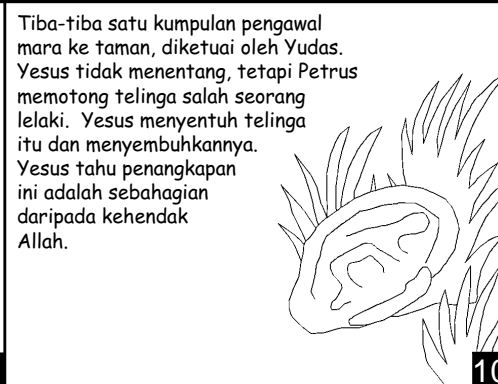 Tiba-tiba satu kumpulan pengawal
mara ke taman, diketuai oleh Yudas.
Yesus tidak menentang, tetapi Petrus
memotong telinga salah seorang
lelaki. Yesus menyentuh telinga
itu dan menyembuhkannya.
Yesus tahu penangkapan
ini adalah sebahagian
daripada kehendak
Allah.